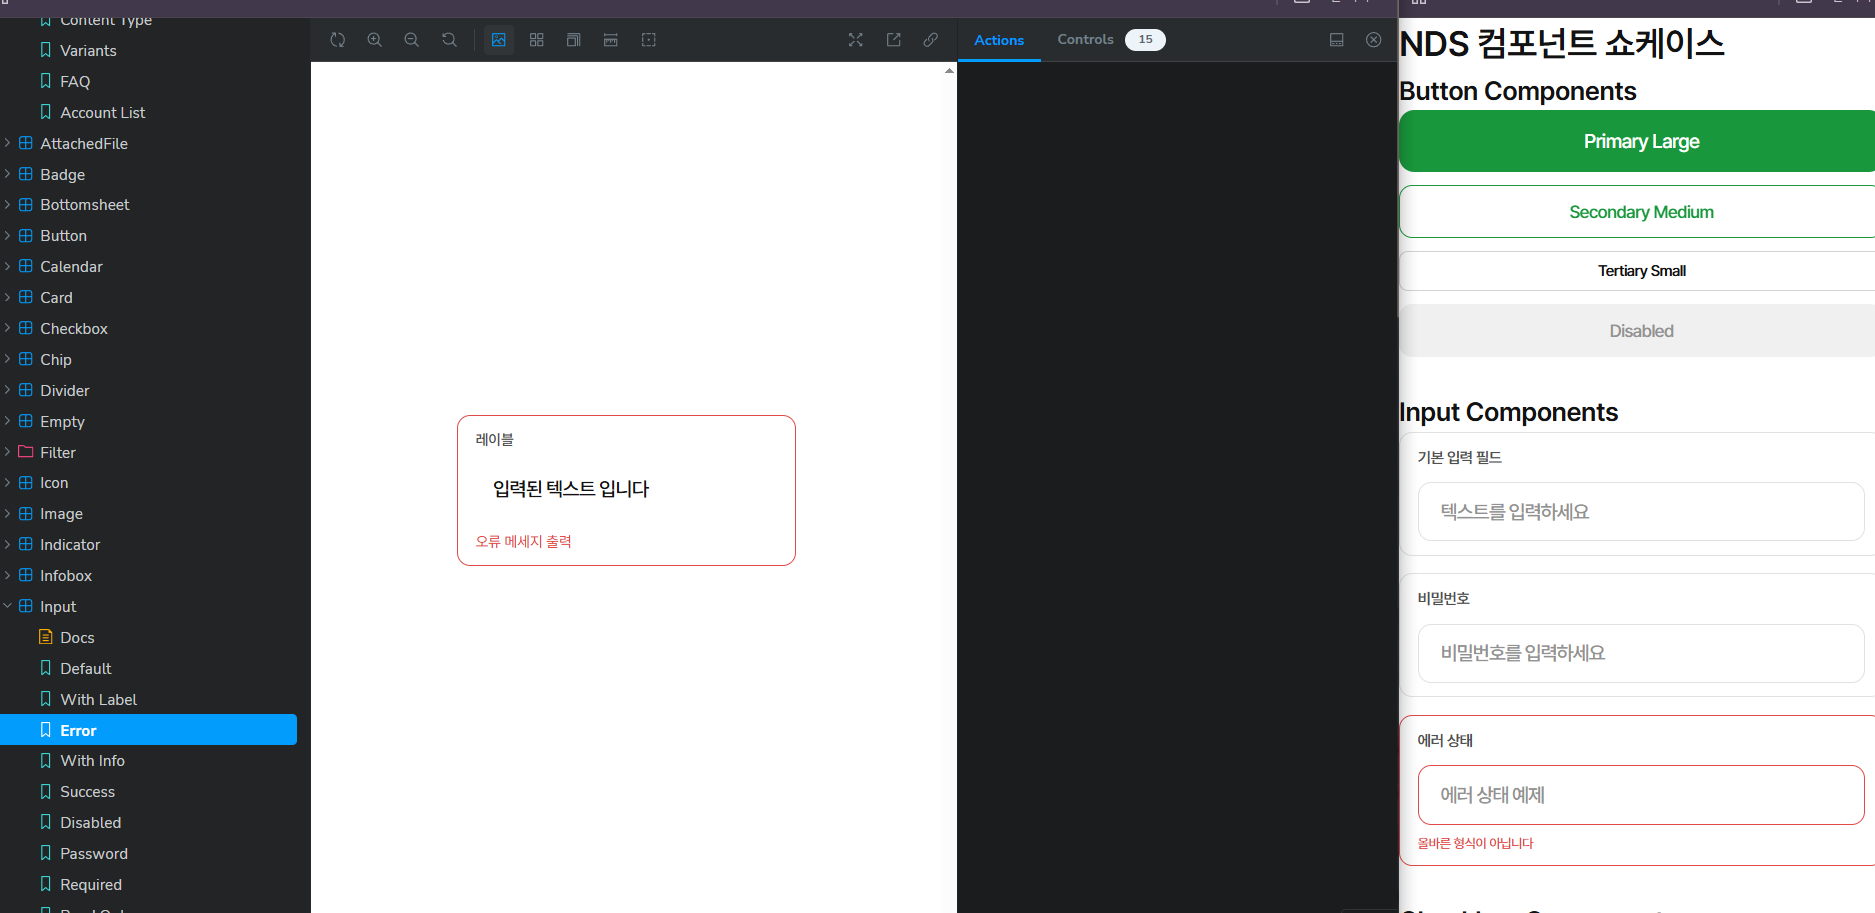 Content Type
Variants
FAQ
Account List
AttachedFile
Badge
Bottomsheet
Button
Calendar
Card
Checkbox
Chip
Divider
Empty
Filter
Icon
Image
Indicator
Infobox
Input
Docs
Default
With Label
Error
With Info
Success
Disabled
Password
Required
레이블
입력된 텍스트 입니다
오류 메세지 출력
Actions
Controls 15
NDS 컴포넌트 쇼케이스
Button Components
Primary Large
Secondary Medium
Tertiary Small
Disabled
Input Components
기본 입력 필드
텍스트를 입력하세요
비밀번호
비밀번호를 입력하세요
에러 상태
에러 상태 예제
올바른 형식이 아닙니다